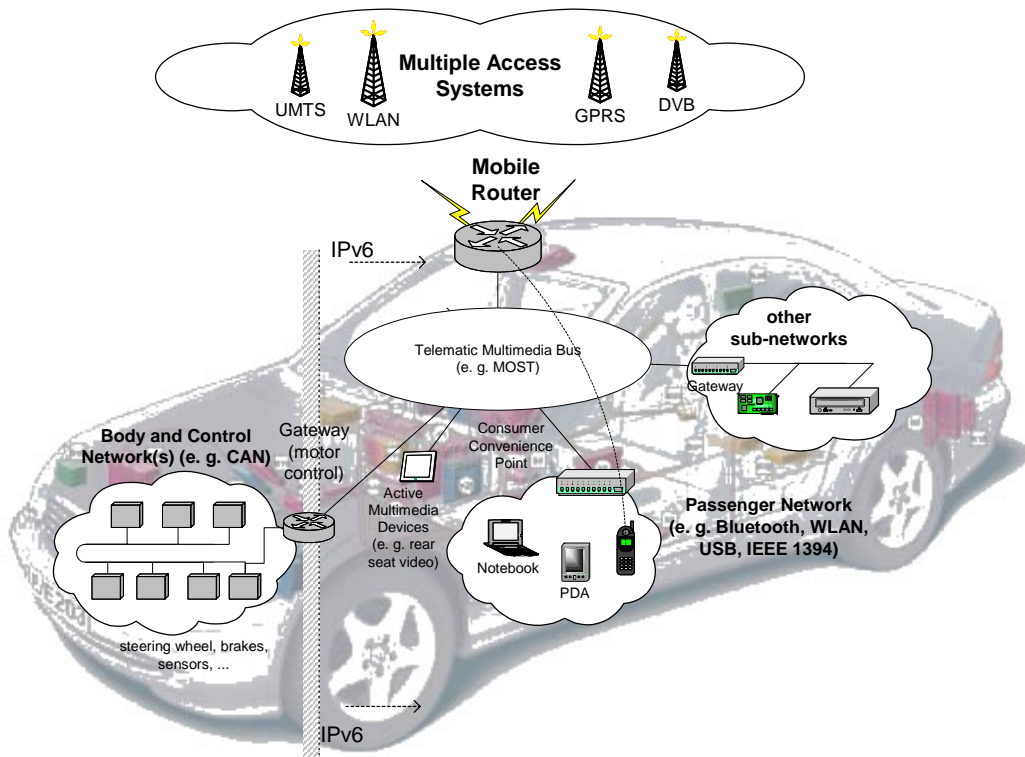 Multiple Access
Systems
UMTS
WLAN
GPRS
DVB
Mobile
Router
IPv6
other
sub-networks
Telematic Multimedia Bus
(e. g. MOST)
Gateway
Body and Control
Network(s) (e. g. CAN)
Gateway
(motor
control)
Consumer
Convenience
Point
Active
Multimedia
Devices
(e. g. rear
seat video)
Passenger Network
(e. g. Bluetooth, WLAN,
USB, IEEE 1394)
Notebook
PDA
steering wheel, brakes,
sensors, ...
IPv6